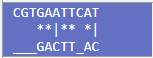 CGTGAATTCAT
   **|** *|
___GACTT_AC